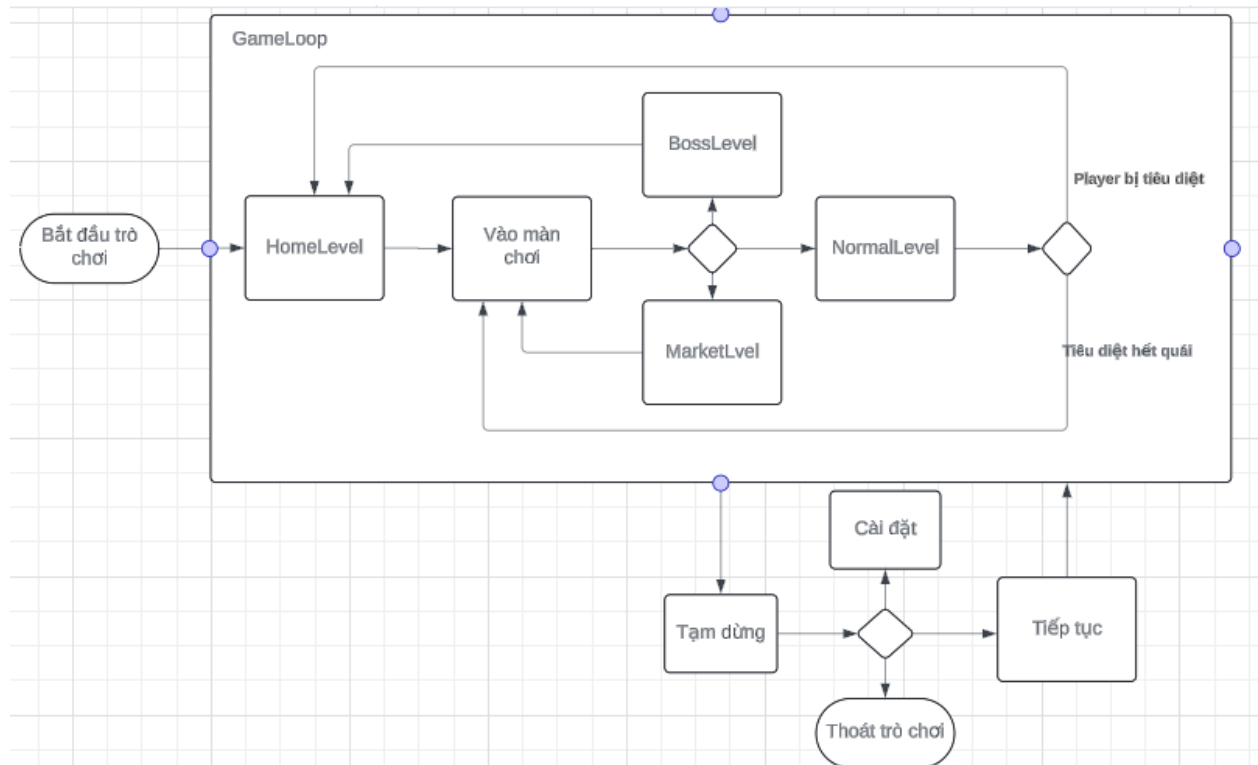 GameLoop
BossLevel
Player bị tiêu diệt
Bắt đầu trò
chơi
HomeLevel
Vào màn
chơi
NormalLevel
MarketLvel
Tiêu diệt hết quái
Cài đặt
Tạm dừng
Tiếp tục
Thoát trò chơi